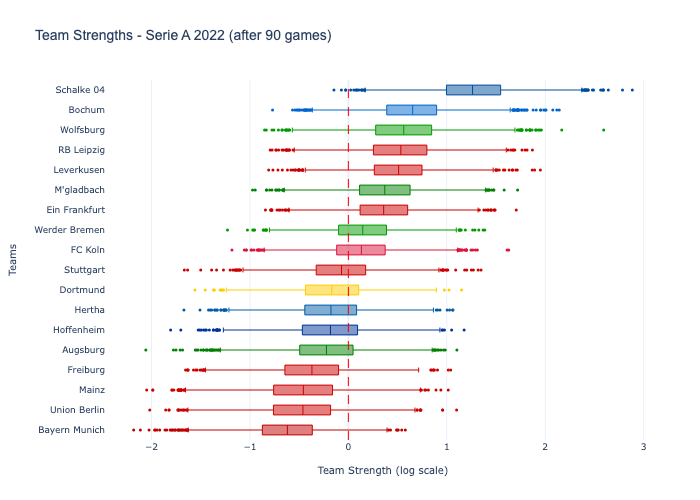 Team Strengths - Serie A 2022 (after 90 games)
Schalke 04
Bochum
Wolfsburg
RB Leipzig
Leverkusen
M'gladbach
Ein Frankfurt
Werder Bremen
FC Koln
Stuttgart
Dortmund
Hertha
Hoffenheim
Augsburg
Freiburg
Mainz
Union Berlin
Bayern Munich
Teams
−2 −1 0 1 2 3
Team Strength (log scale)